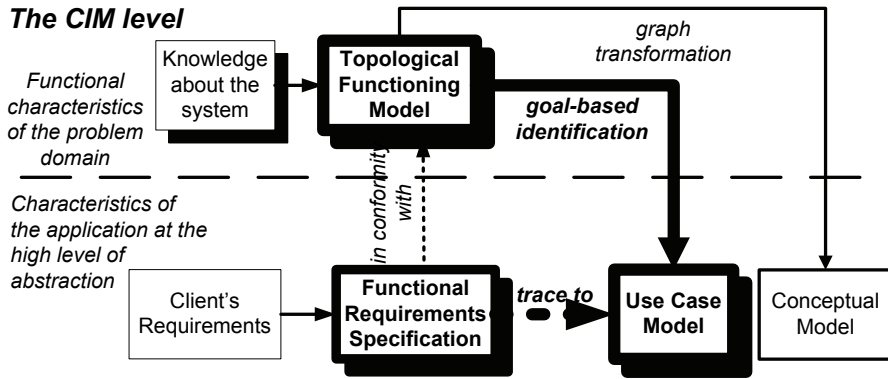 The CIM level
Knowledge
about the
system
Topological
Functioning
Model
graph
transformation
Functional
characteristics
of the problem
domain
goal-based
identification
in conformity
with
Characteristics of
the application at the
high level of
abstraction
Client's
Requirements
Functional
Requirements
Specification
trace to
Use Case
Model
Conceptual
Model